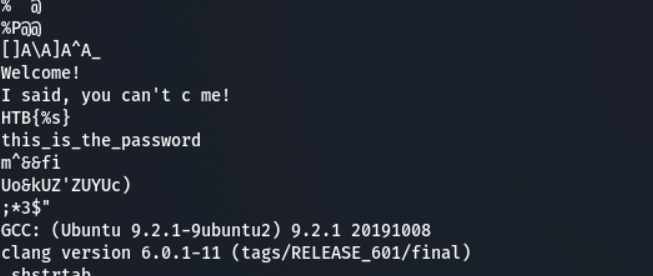 %  @
%P@@
[]A\A]A^A_
Welcome!
I said, you can't c me!
HTB{%s}
this_is_the_password
m^&&fi
Uo&kUZ'ZUYUc)
;*3$"
GCC: (Ubuntu 9.2.1-9ubuntu2) 9.2.1 20191008
clang version 6.0.1-11 (tags/RELEASE_601/final)
.shstrtab